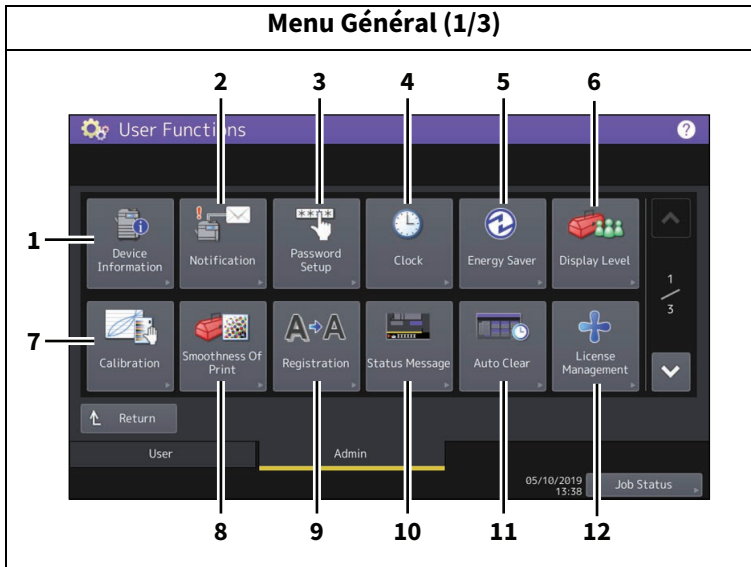 Menu Général (1/3)
2 3 4 5 6
User Functions ?
1
Device
Information
Notification
****
Password
Setup
Clock
Energy Saver
Display Level
1
3
7
Calibration
Smoothness Of
Print
A A
Registration
Status Message
Auto Clear
License
Management
Return
User
Admin
05/10/2019
13:38
Job Status
8 9 10 11 12